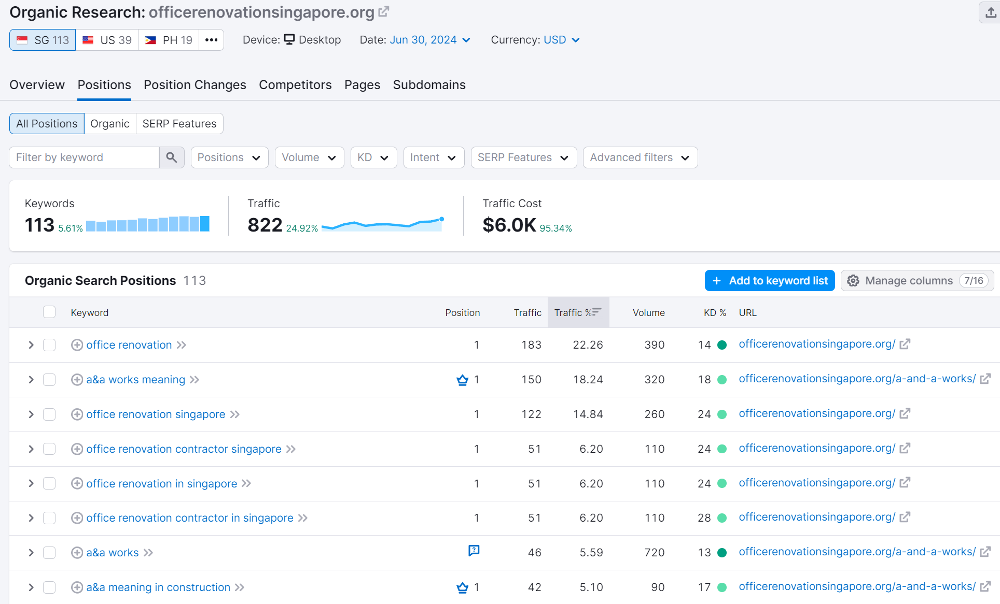 Organic Research: officerenovationsingapore.org
SG 113 US 39 PH 19 ••• Device: Desktop Date: Jun 30, 2024 Currency: USD
Overview Positions Position Changes Competitors Pages Subdomains
All Positions Organic SERP Features
Filter by keyword Positions Volume KD Intent SERP Features Advanced filters
Keywords Traffic Traffic Cost
113 5.61% 822 24.92% $6.0K 95.34%
Organic Search Positions 113 + Add to keyword list Manage columns 7/16
Keyword Position Traffic Traffic % Volume KD % URL
office renovation 1 183 22.26 390 14 officerenovationsingapore.org/
a&a works meaning 1 150 18.24 320 18 officerenovationsingapore.org/a-and-a-works/
office renovation singapore 1 122 14.84 260 24 officerenovationsingapore.org/
office renovation contractor singapore 1 51 6.20 110 24 officerenovationsingapore.org/
office renovation in singapore 1 51 6.20 110 24 officerenovationsingapore.org/
office renovation contractor in singapore 1 51 6.20 110 28 officerenovationsingapore.org/
a&a works ? 46 5.59 720 13 officerenovationsingapore.org/a-and-a-works/
a&a meaning in construction 1 42 5.10 90 17 officerenovationsingapore.org/a-and-a-works/